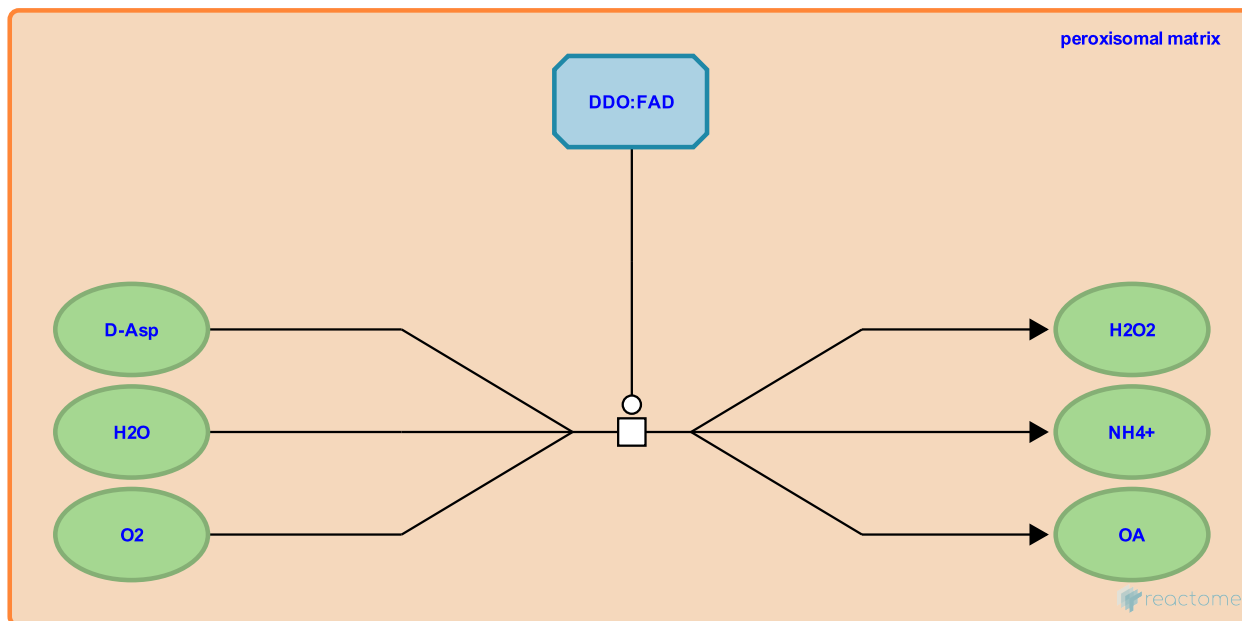 peroxisomal matrix
DDO:FAD
D-Asp
H2O2
H2O
NH4+
O2
OA
reactome